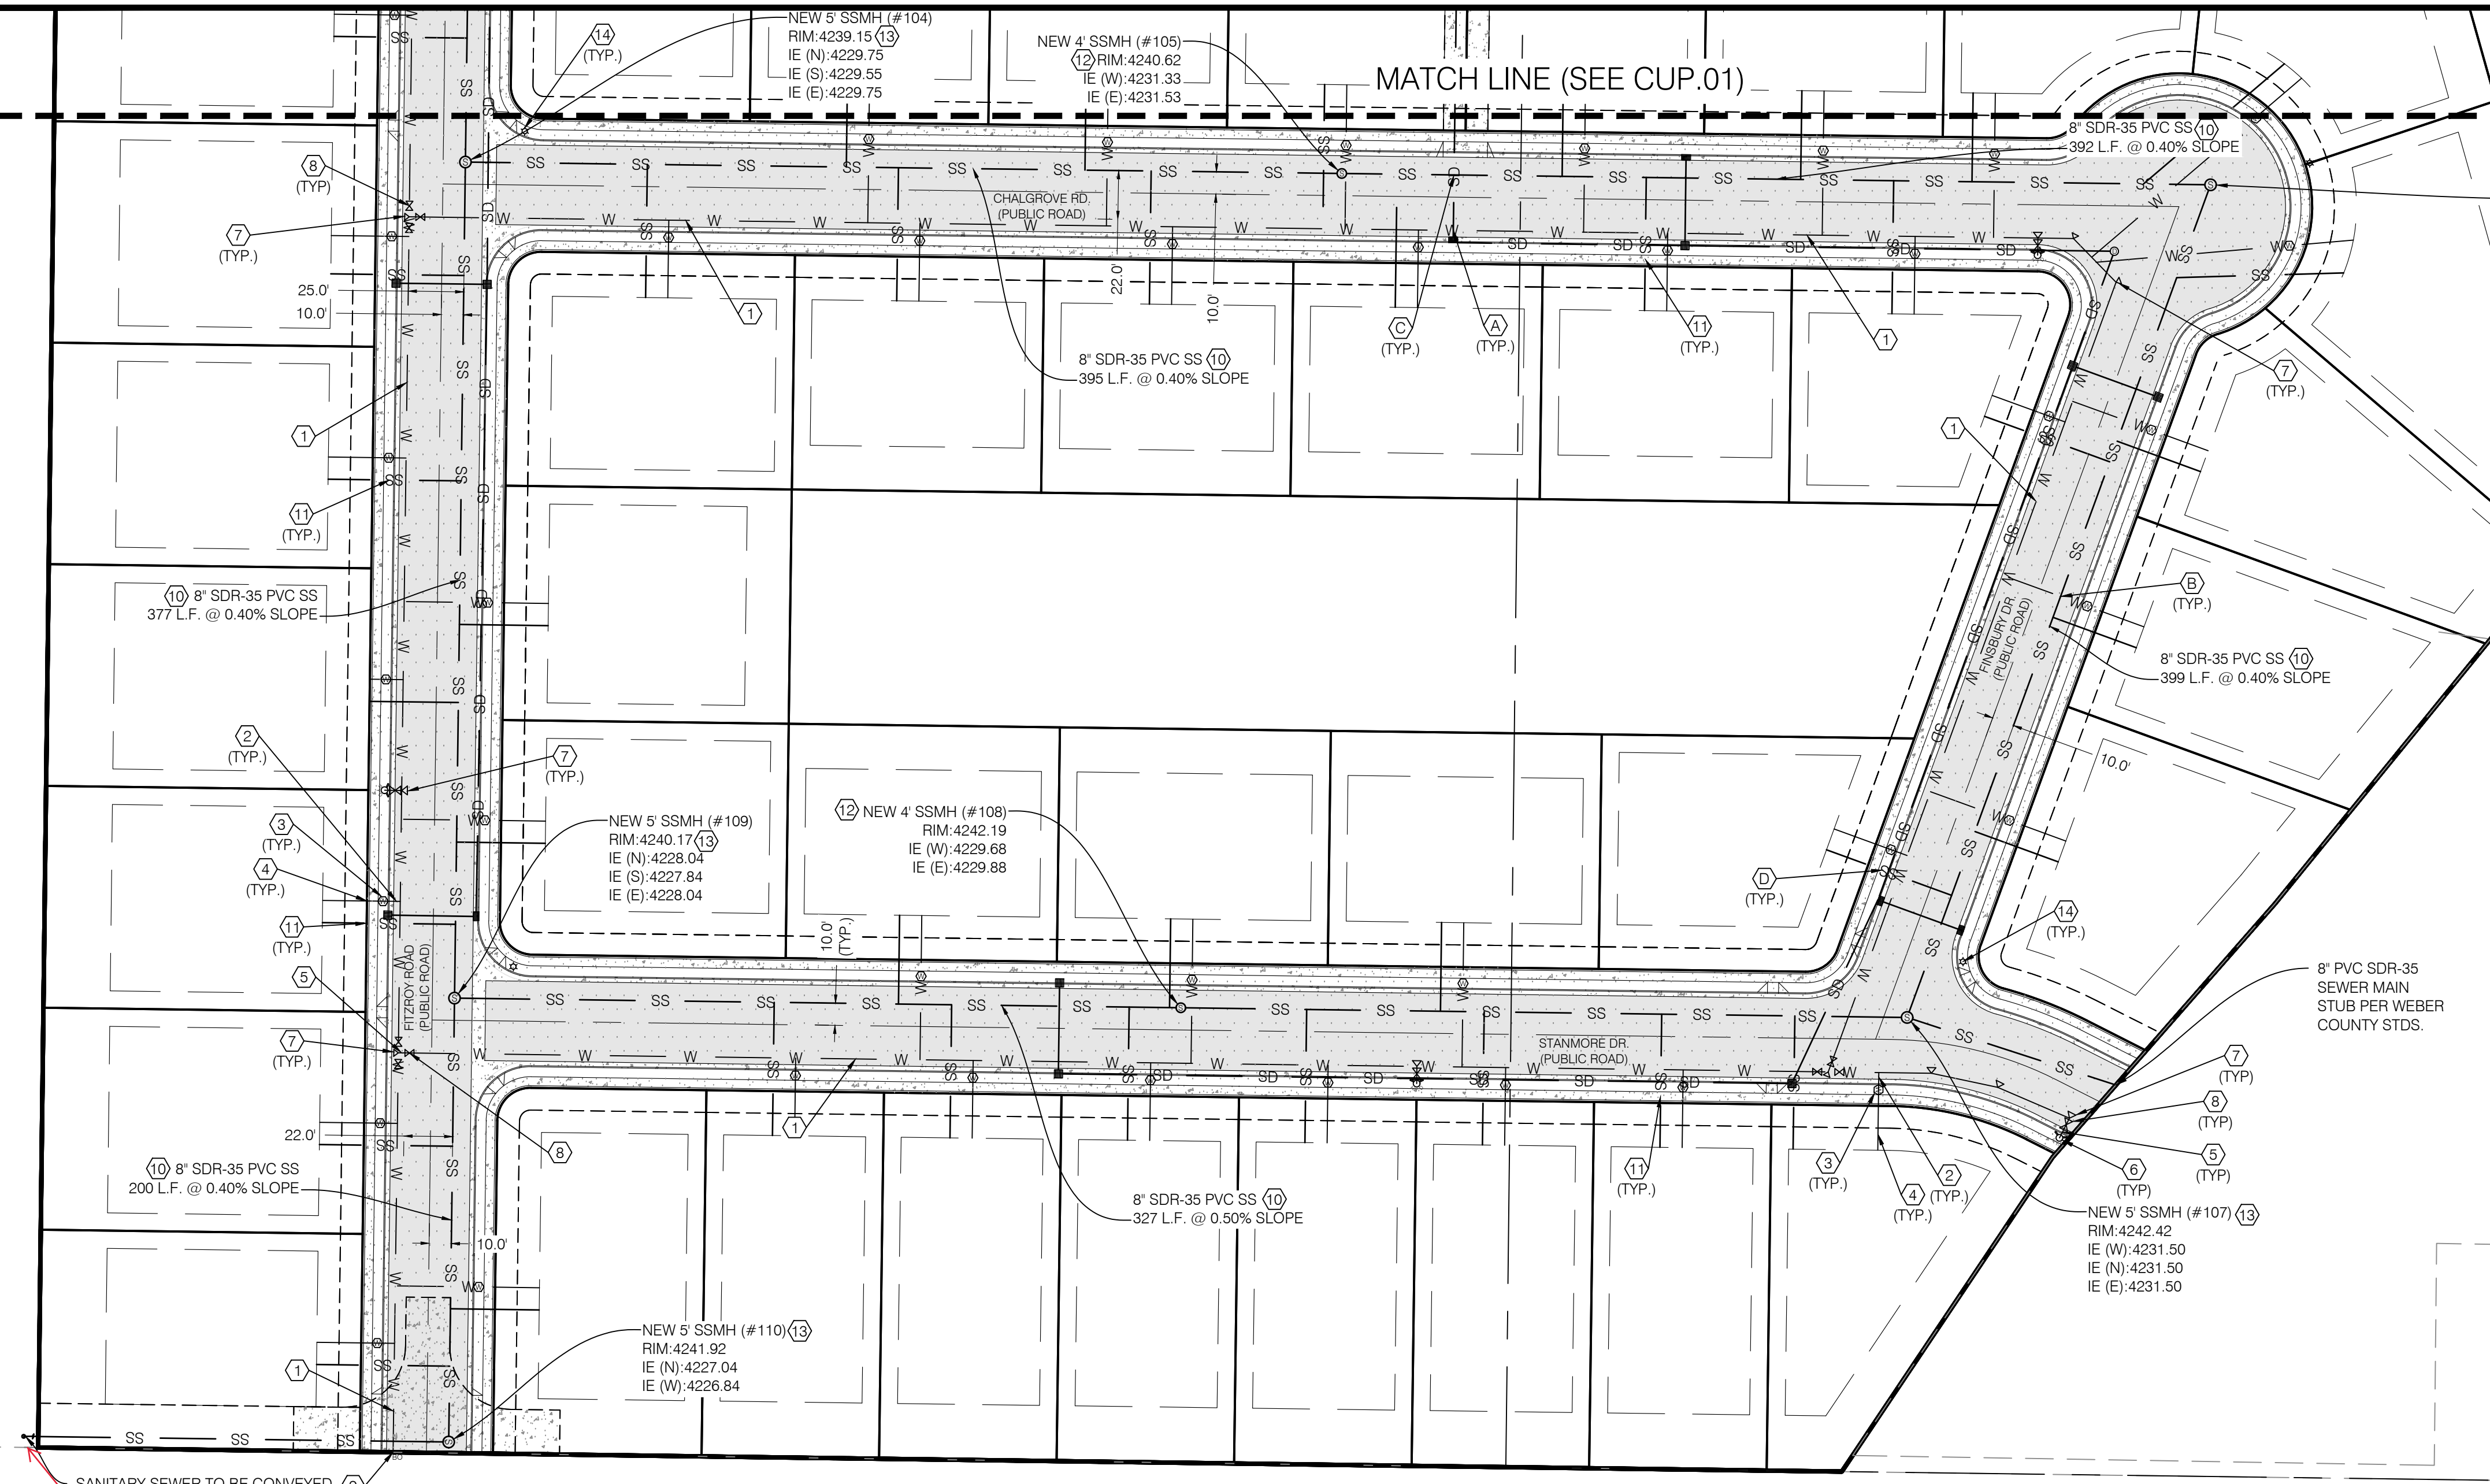 NEW 5' SSMH (#104)
RIM:4239.15 13
IE (N):4229.75
IE (S):4229.55
IE (E):4229.75
14
(TYP.)
NEW 4' SSMH (#105)
12 RIM:4240.62
IE (W):4231.33
IE (E):4231.53
MATCH LINE (SEE CUP.01)
8" SDR-35 PVC SS 10
392 L.F. @ 0.40% SLOPE
8
(TYP)
7
(TYP.)
CHALGROVE RD.
(PUBLIC ROAD)
25.0'
10.0'
1
22.0'
10.0'
8" SDR-35 PVC SS 10
395 L.F. @ 0.40% SLOPE
C
(TYP.)
A
(TYP.)
11
(TYP.)
1
7
(TYP.)
1
1
11
(TYP.)
10 8" SDR-35 PVC SS
377 L.F. @ 0.40% SLOPE
B
(TYP.)
FINSBURY DR.
(PUBLIC ROAD)
8" SDR-35 PVC SS 10
399 L.F. @ 0.40% SLOPE
10.0'
2
(TYP.)
7
(TYP.)
3
(TYP.)
4
(TYP.)
11
(TYP.)
NEW 5' SSMH (#109)
RIM:4240.17 13
IE (N):4228.04
IE (S):4227.84
IE (E):4228.04
12 NEW 4' SSMH (#108)
RIM:4242.19
IE (W):4229.68
IE (E):4229.88
10.0'
(TYP.)
D
(TYP.)
14
(TYP.)
5
FITZROY ROAD
(PUBLIC ROAD)
7
(TYP.)
8" PVC SDR-35
SEWER MAIN
STUB PER WEBER
COUNTY STDS.
STANMORE DR.
(PUBLIC ROAD)
7
(TYP)
8
(TYP)
5
(TYP)
6
(TYP)
22.0'
1
8
10 8" SDR-35 PVC SS
200 L.F. @ 0.40% SLOPE
10.0'
8" SDR-35 PVC SS 10
327 L.F. @ 0.50% SLOPE
11
(TYP.)
3
(TYP.)
2
(TYP.)
4
(TYP.)
NEW 5' SSMH (#107) 13
RIM:4242.42
IE (W):4231.50
IE (N):4231.50
IE (E):4231.50
NEW 5' SSMH (#110) 13
RIM:4241.92
IE (N):4227.04
IE (W):4226.84
1
SS SS SS
BO
SANITARY SEWER TO BE CONVEYED